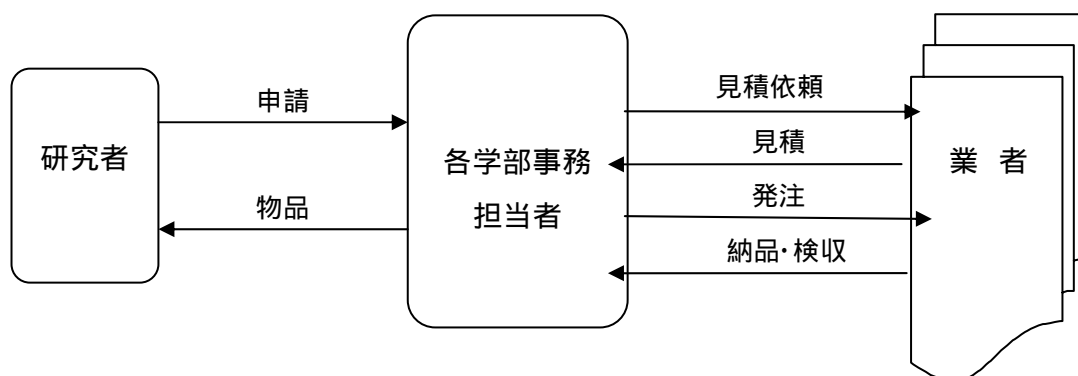 研究者
申請
物品
各学部事務
担当者
見積依頼
見積
発注
納品･検収
業 者